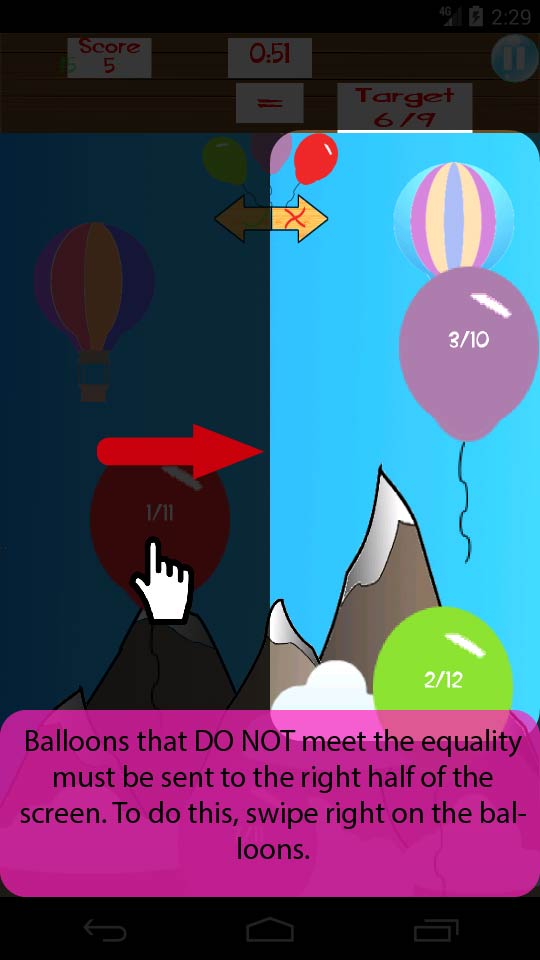 4G 2:29
Score
5
5
0:51
=
Target
6/9
3/10
1/11
2/12
Balloons that DO NOT meet the equality
must be sent to the right half of the
screen. To do this, swipe right on the bal-
loons.